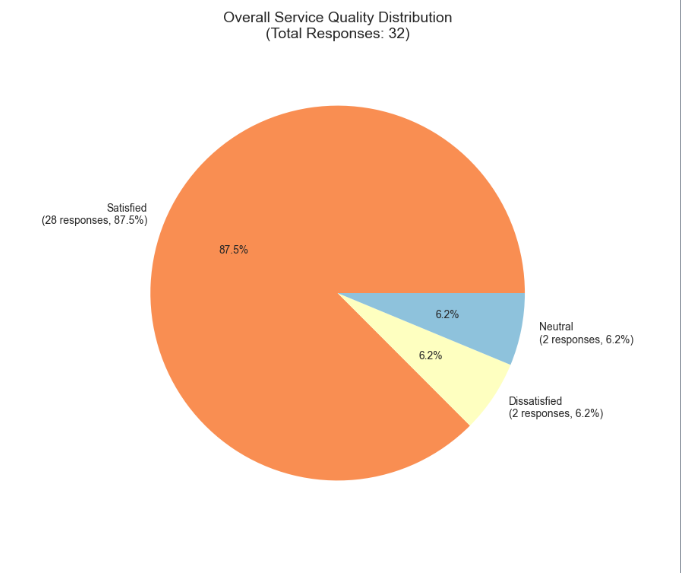 Overall Service Quality Distribution
(Total Responses: 32)
Satisfied
(28 responses, 87.5%)
87.5%
6.2%
Neutral
(2 responses, 6.2%)
6.2%
Dissatisfied
(2 responses, 6.2%)